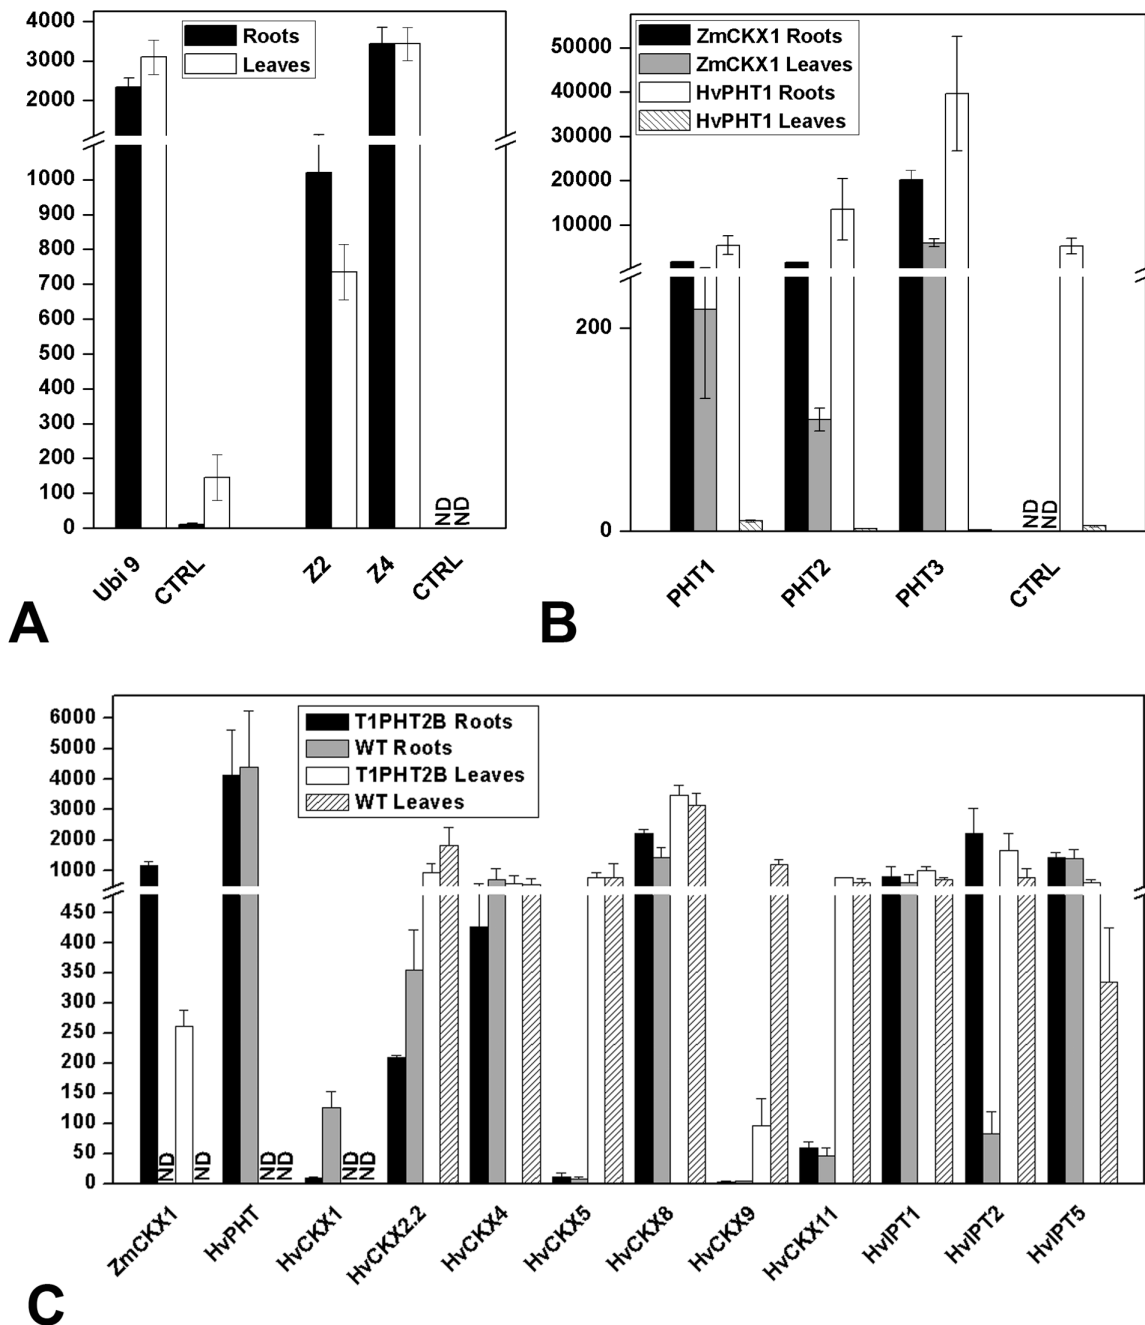 4000
3000
2000
1000
900
800
700
600
500
400
300
200
100
0
Roots
Leaves
ND
ND
Ubi 9
CTRL
Z2
Z4
CTRL
A
50000
40000
30000
20000
10000
200
0
ZmCKX1 Roots
ZmCKX1 Leaves
HvPHT1 Roots
HvPHT1 Leaves
ND
ND
PHT1
PHT2
PHT3
CTRL
B
6000
5000
4000
3000
2000
1000
450
400
350
300
250
200
150
100
50
0
T1PHT2B Roots
WT Roots
T1PHT2B Leaves
WT Leaves
ND
ND
ND
ND
ND
ND
ZmCKX1
HvPHT
HvCKX1
HvCKX2.2
HvCKX4
HvCKX5
HvCKX8
HvCKX9
HvCKX11
HvIPT1
HvIPT2
HvIPT5
C